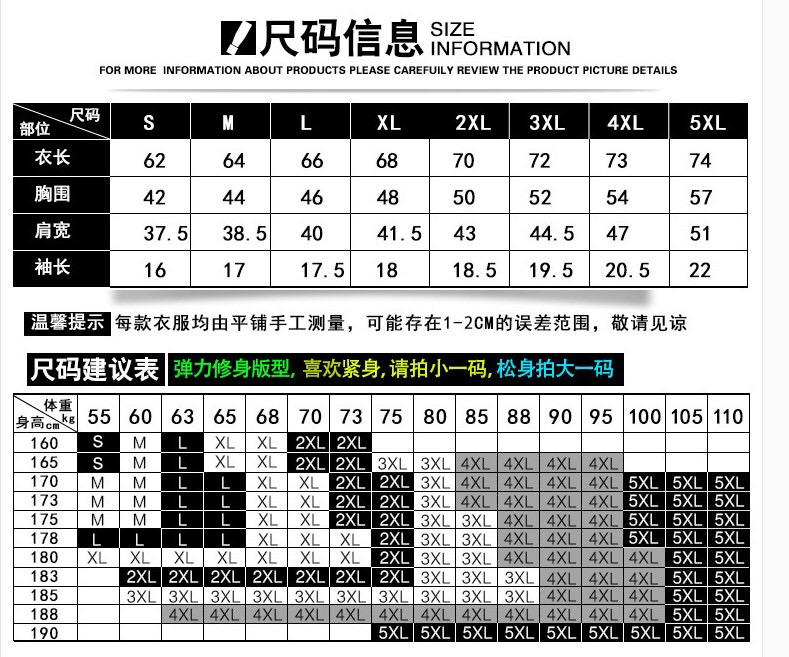 尺码信息 SIZE INFORMATION
FOR MORE INFORMATION ABOUT PRODUCTS PLEASE CAREFUILY REVIEW THE PRODUCT PICTURE DETAILS
部位 尺码 S M L XL 2XL 3XL 4XL 5XL
衣长 62 64 66 68 70 72 73 74
胸围 42 44 46 48 50 52 54 57
肩宽 37.5 38.5 40 41.5 43 44.5 47 51
袖长 16 17 17.5 18 18.5 19.5 20.5 22
温馨提示 每款衣服均由平铺手工测量，可能存在1-2CM的误差范围，敬请见谅
尺码建议表 弹力修身版型,喜欢紧身,请拍小一码,松身拍大一码
身高cm 体重kg 55 60 63 65 68 70 73 75 80 85 88 90 95 100 105 110
160 S M L XL XL 2XL 2XL
165 S M L XL XL 2XL 2XL 3XL 3XL 4XL 4XL 4XL 4XL
170 M M L L XL XL 2XL 2XL 3XL 4XL 4XL 4XL 4XL 5XL 5XL 5XL
173 M M L L XL XL 2XL 2XL 3XL 4XL 4XL 4XL 4XL 5XL 5XL 5XL
175 M M L L XL XL 2XL 2XL 3XL 3XL 4XL 4XL 4XL 5XL 5XL 5XL
178 L L L L XL XL XL 2XL 3XL 3XL 4XL 4XL 4XL 5XL 5XL 5XL
180 XL XL XL XL XL XL XL 2XL 3XL 3XL 4XL 4XL 4XL 4XL 5XL 5XL
183 2XL 2XL 2XL 2XL 2XL 2XL 2XL 3XL 3XL 3XL 4XL 4XL 4XL 5XL 5XL
185 3XL 3XL 3XL 3XL 3XL 3XL 3XL 3XL 3XL 3XL 4XL 4XL 4XL 5XL 5XL
188 4XL 4XL 4XL 4XL 4XL 4XL 4XL 4XL 4XL 4XL 4XL 4XL 5XL 5XL
190 5XL 5XL 5XL 5XL 5XL 5XL 5XL 5XL 5XL